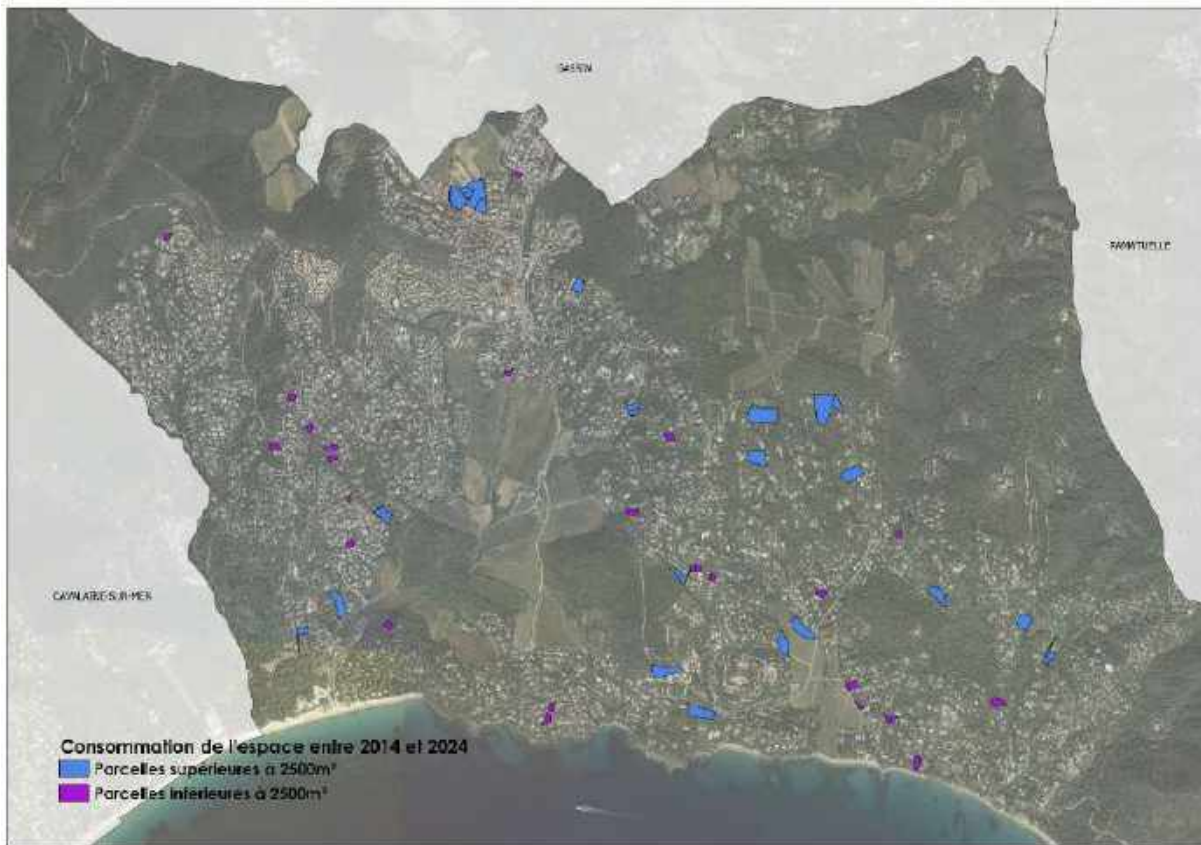 GASSIN
RAMATUELLE
CAVALAIRE-SUR-MER
Consommation de l'espace entre 2014 et 2024
Parcelles supérieures à 2500m²
Parcelles inférieures à 2500m²